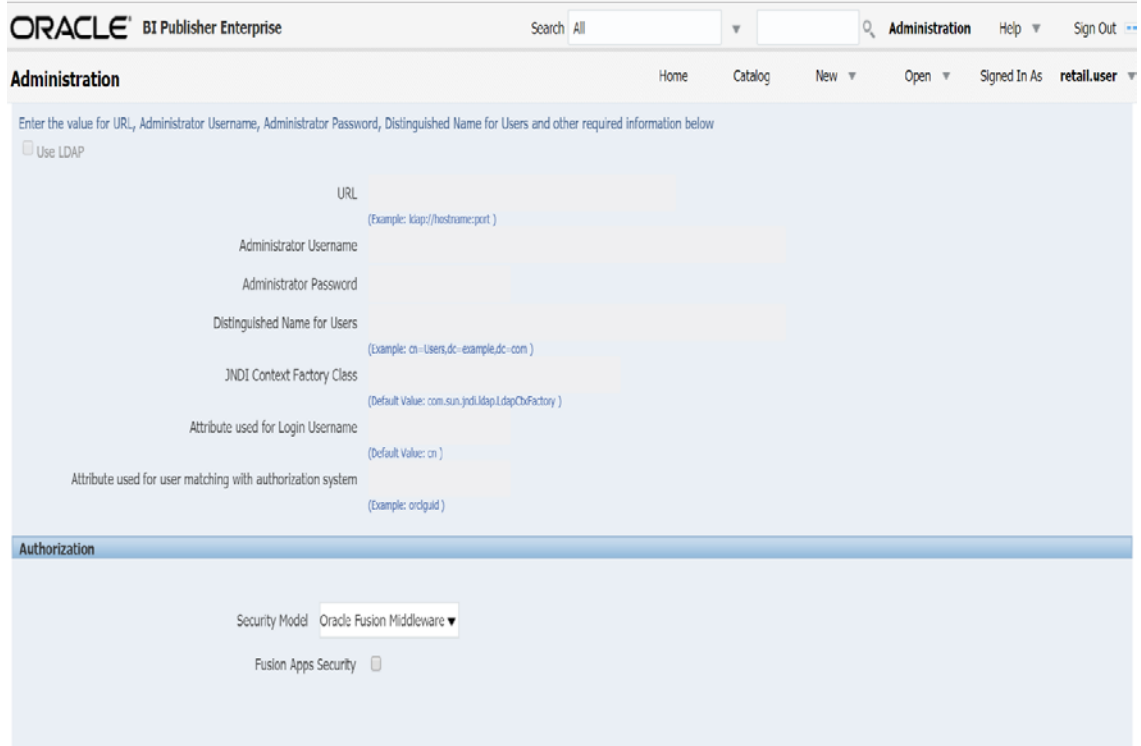 ORACLE® BI Publisher Enterprise Search All Administration Help Sign Out
Administration Home Catalog New Open Signed In As retail.user
Enter the value for URL, Administrator Username, Administrator Password, Distinguished Name for Users and other required information below
Use LDAP
URL
(Example: ldap://hostname:port )
Administrator Username
Administrator Password
Distinguished Name for Users
(Example: cn=Users,dc=example,dc=com )
JNDI Context Factory Class
(Default Value: com.sun.jndi.ldap.LdapCtxFactory )
Attribute used for Login Username
(Default Value: cn )
Attribute used for user matching with authorization system
(Example: orclguid )
Authorization
Security Model Oracle Fusion Middleware
Fusion Apps Security